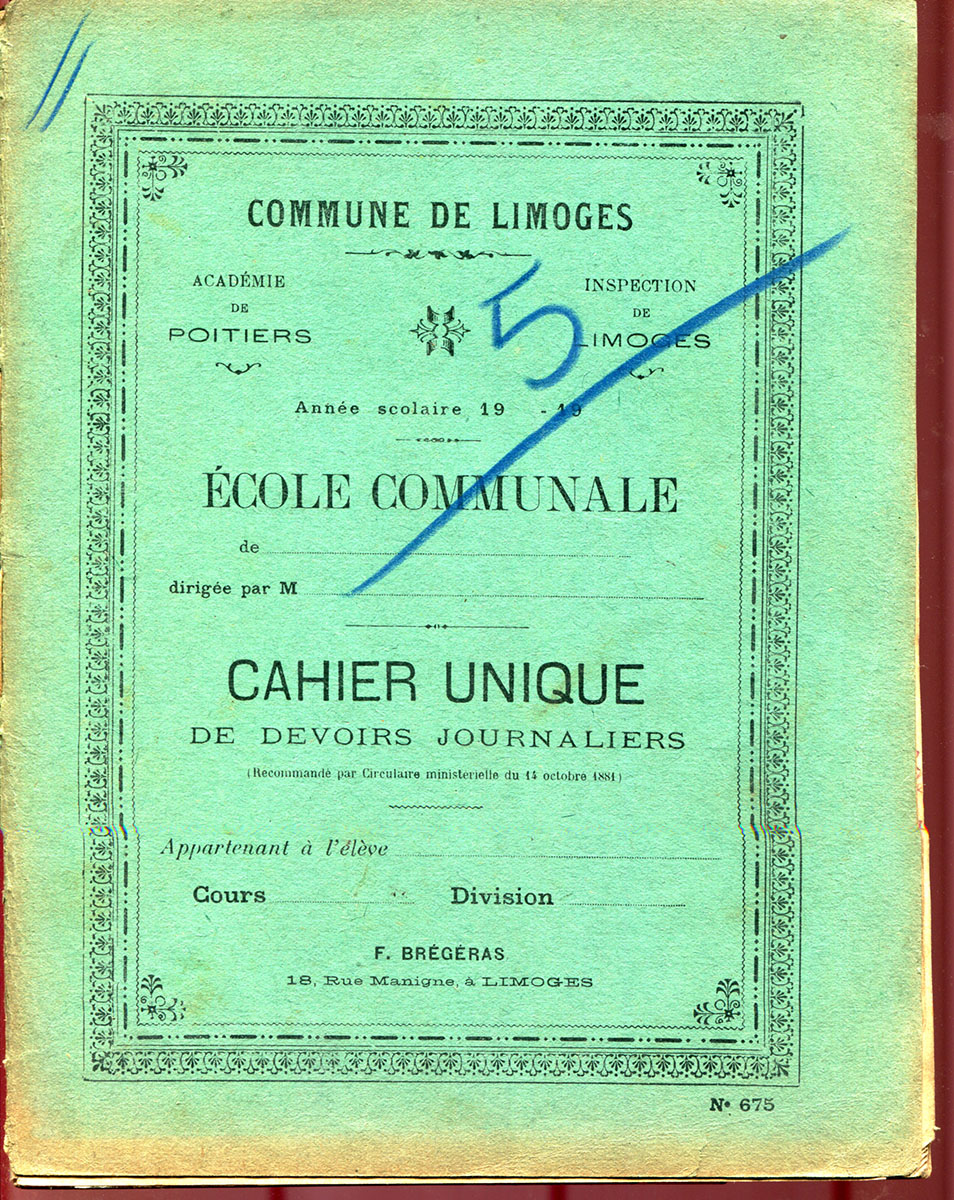 COMMUNE DE LIMOGES
ACADÉMIE
DE
POITIERS
INSPECTION
DE
LIMOGES
5
Année scolaire 19 - 19
ÉCOLE COMMUNALE
de
dirigée par M
CAHIER UNIQUE
DE DEVOIRS JOURNALIERS
(Recommandé par Circulaire ministerielle du 14 octobre 1881)
Appartenant à l'élève
Cours Division
F. BRÉGÉRAS
18, Rue Manigne, à LIMOGES
N° 675